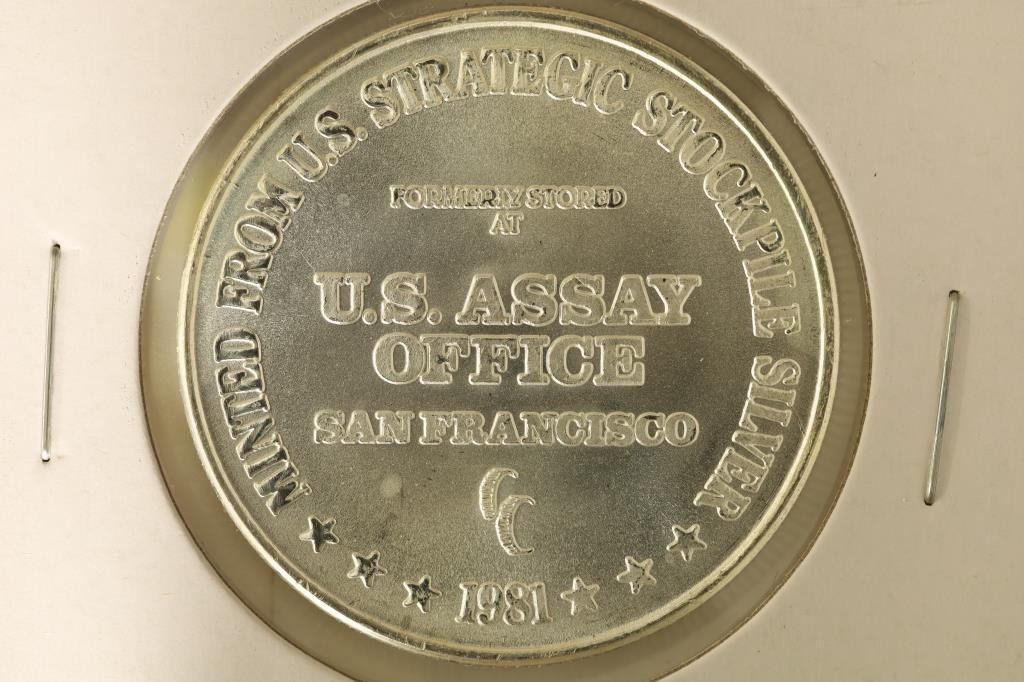 MINTED FROM U.S. STRATEGIC STOCKPILE SILVER
FORMERLY STORED
AT
U.S. ASSAY
OFFICE
SAN FRANCISCO
CC
1981